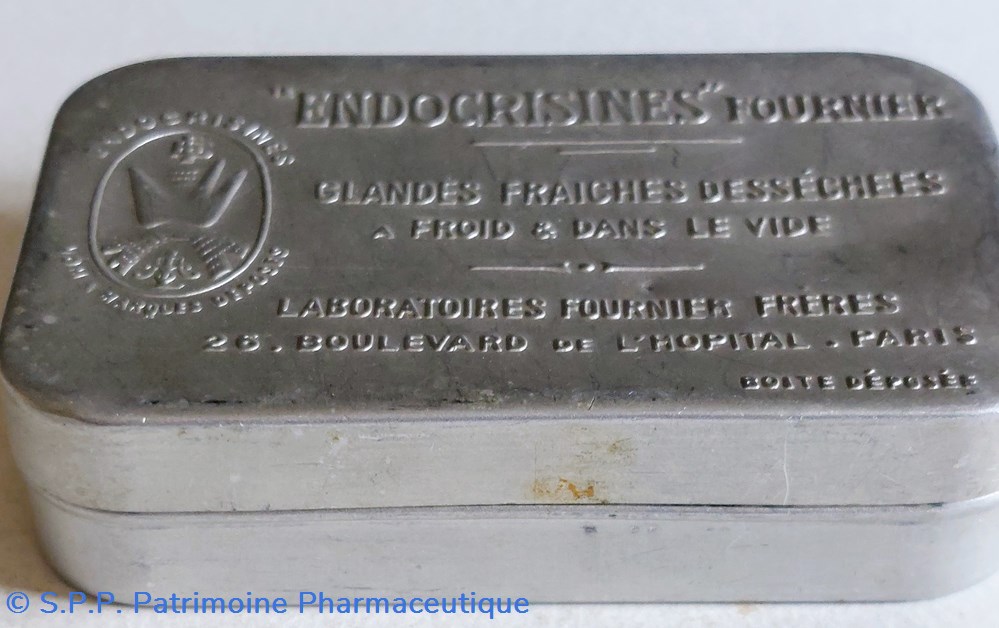 "ENDOCRISINES" FOURNIER
GLANDES FRAICHES DESSÉCHÉES
A FROID & DANS LE VIDE
LABORATOIRES FOURNIER FRERES
26. BOULEVARD DE L'HOPITAL. PARIS
BOITE DÉPOSÉE
ENDOCRISINES
MARQUES DÉPOSÉS
© S.P.P. Patrimoine Pharmaceutique